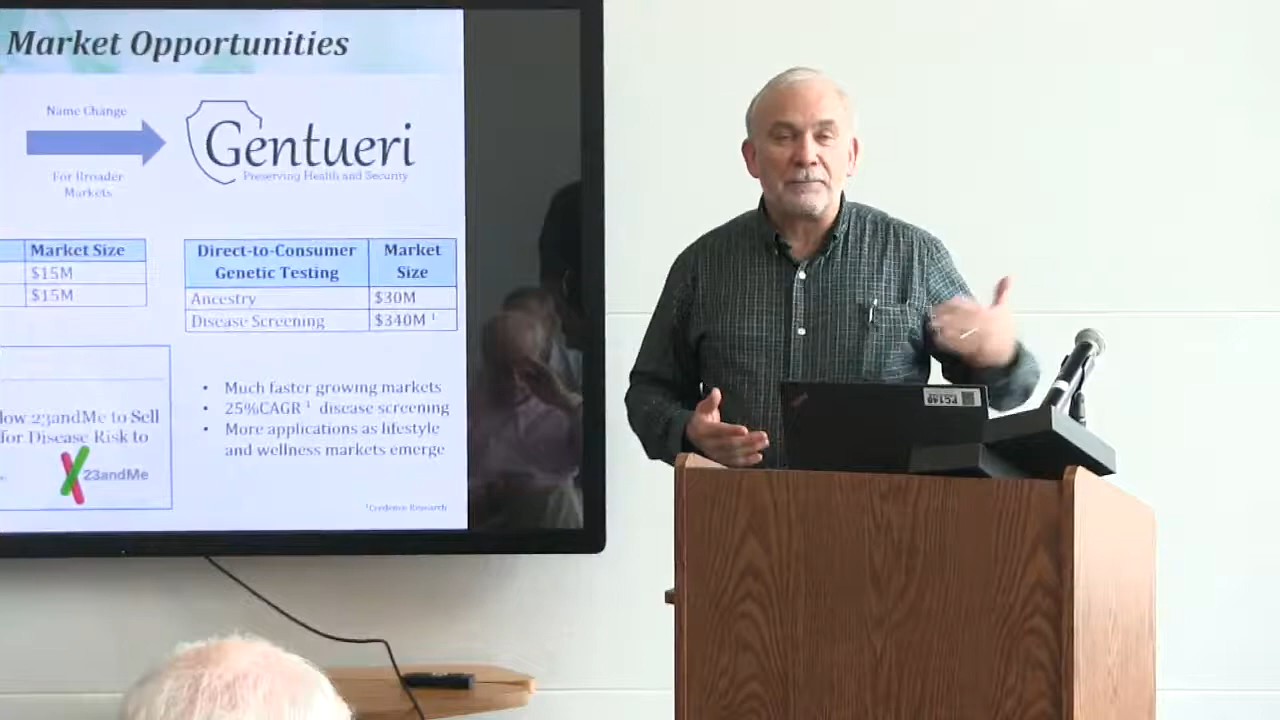 Market Opportunities
Name Change
For Broader
Markets
Gentueri
Preserving Health and Security
Market Size
$15M
$15M
Direct-to-Consumer
Genetic Testing
Market
Size
Ancestry
$30M
Disease Screening
$340M ¹
low 23andMe to Sell
for Disease Risk to
23andMe
• Much faster growing markets
• 25%CAGR ¹ disease screening
• More applications as lifestyle
and wellness markets emerge
¹Credence Research
PC140